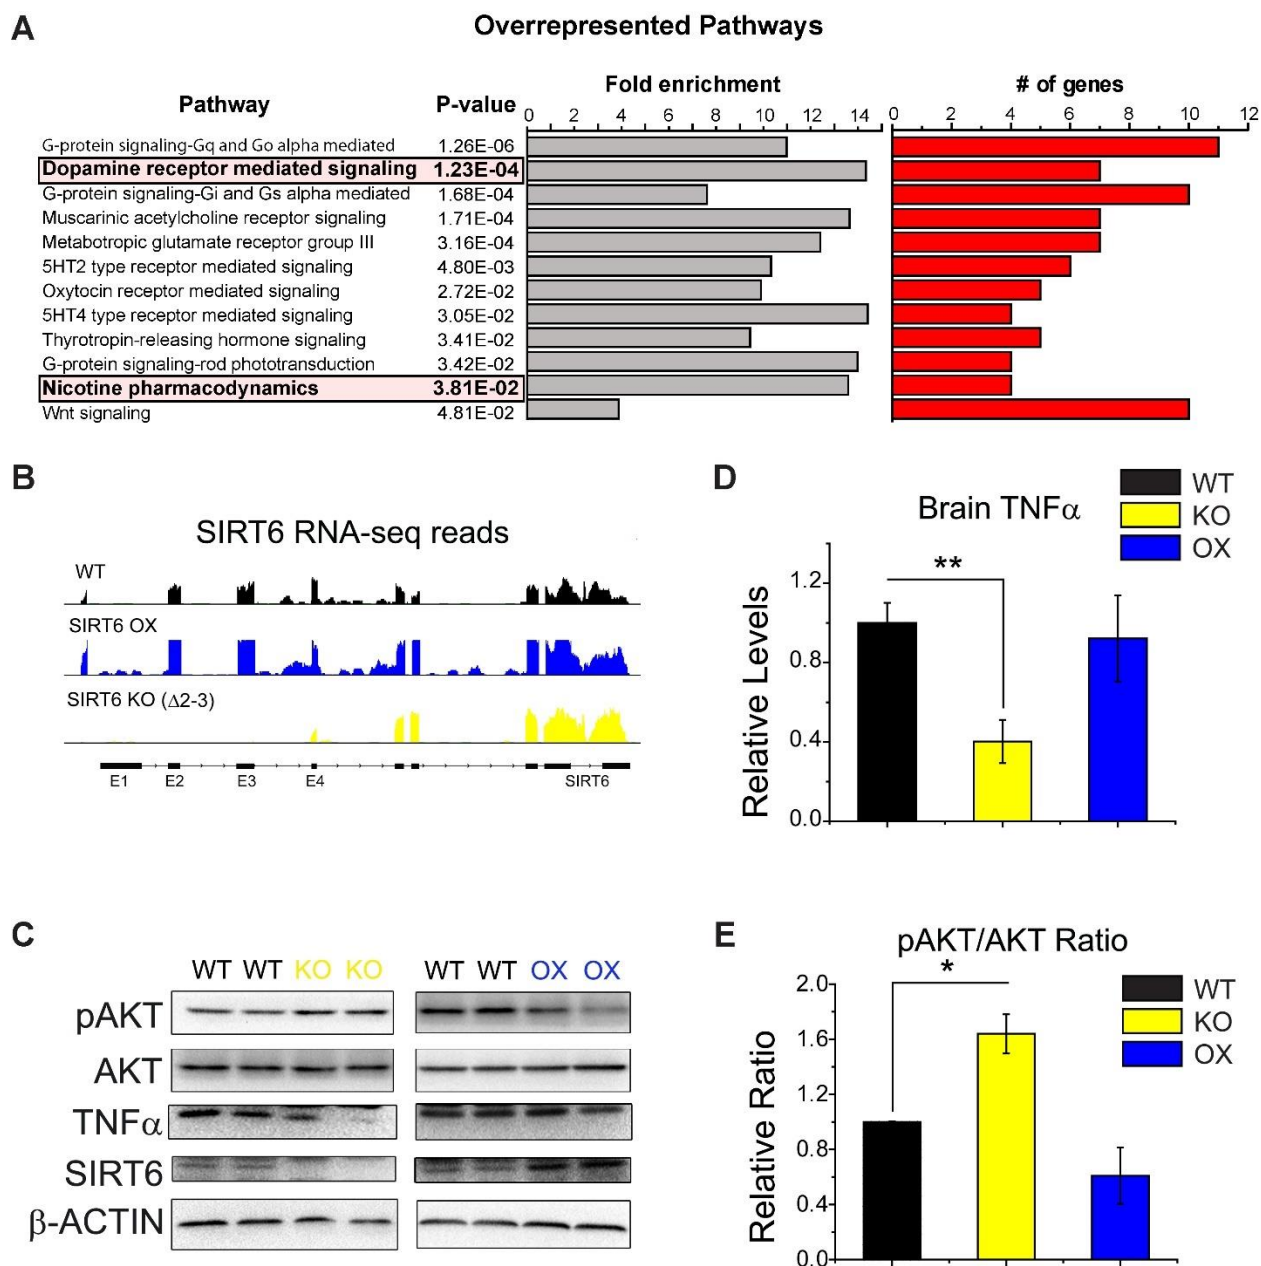 A
Overrepresented Pathways
Pathway P-value Fold enrichment # of genes
0 2 4 6 8 10 12 14 0 2 4 6 8 10 12
G-protein signaling-Gq and Go alpha mediated 1.26E-06
Dopamine receptor mediated signaling 1.23E-04
G-protein signaling-Gi and Gs alpha mediated 1.68E-04
Muscarinic acetylcholine receptor signaling 1.71E-04
Metabotropic glutamate receptor group III 3.16E-04
5HT2 type receptor mediated signaling 4.80E-03
Oxytocin receptor mediated signaling 2.72E-02
5HT4 type receptor mediated signaling 3.05E-02
Thyrotropin-releasing hormone signaling 3.41E-02
G-protein signaling-rod phototransduction 3.42E-02
Nicotine pharmacodynamics 3.81E-02
Wnt signaling 4.81E-02
B
SIRT6 RNA-seq reads
WT
SIRT6 OX
SIRT6 KO (Δ2-3)
E1 E2 E3 E4 SIRT6
D
Brain TNFα
WT
KO
OX
**
Relative Levels
1.2
0.8
0.4
0.0
C
WT WT KO KO WT WT OX OX
pAKT
AKT
TNFα
SIRT6
β-ACTIN
E
pAKT/AKT Ratio
*
WT
KO
OX
Relative Ratio
2.0
1.6
1.2
0.8
0.4
0.0